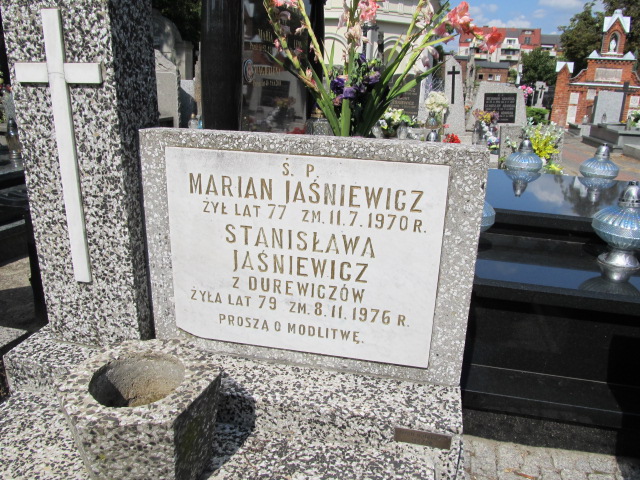 Ś. P.
MARIAN JAŚNIEWICZ
ŻYŁ LAT 77 ZM. 11.7.1970 R.
STANISŁAWA
JAŚNIEWICZ
Z DUREWICZÓW
ŻYŁA LAT 79 ZM. 8.11.1976 R.
PROSZĄ O MODLITWĘ.